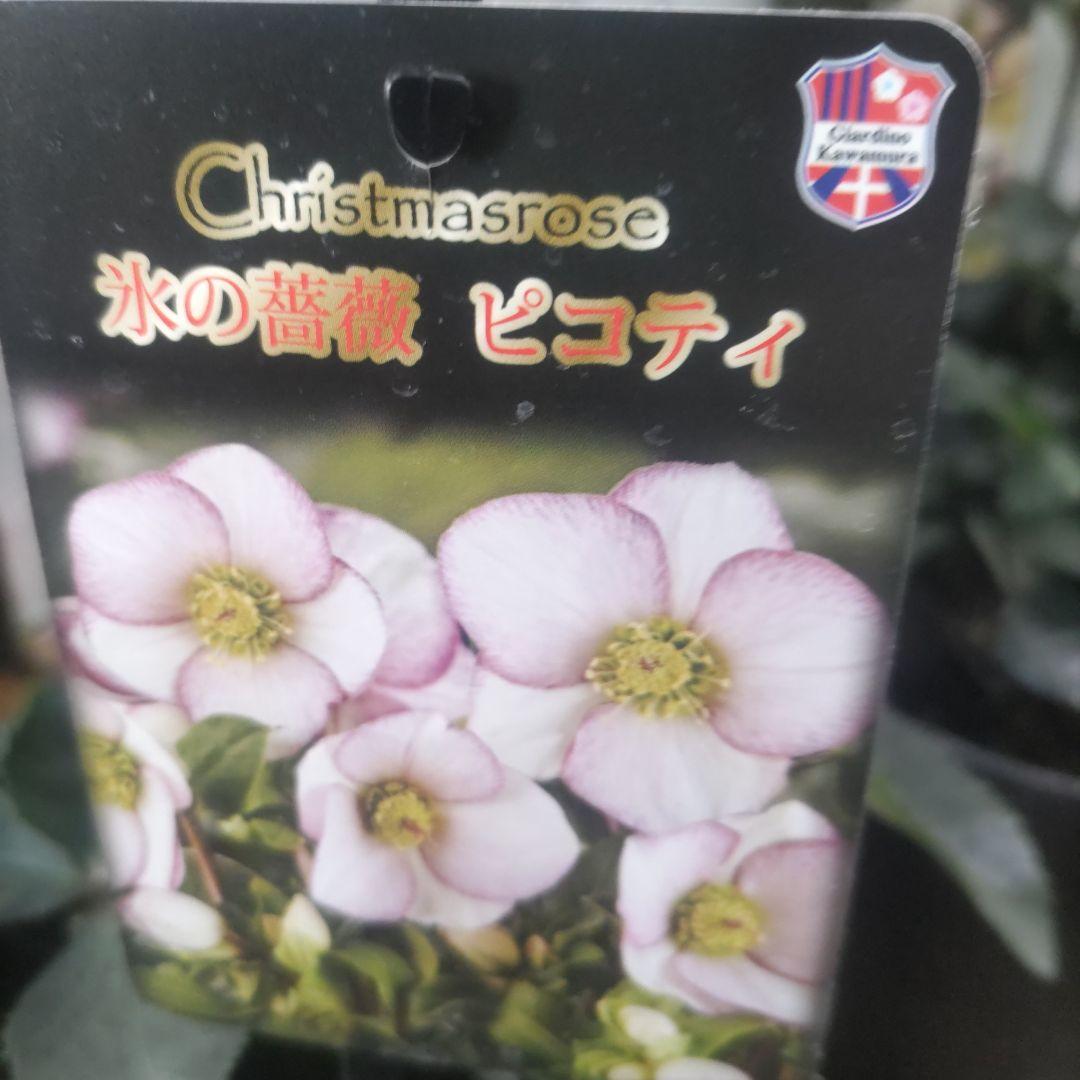 Giardino
Kawamura
Christmasrose
氷の薔薇 ピコティ